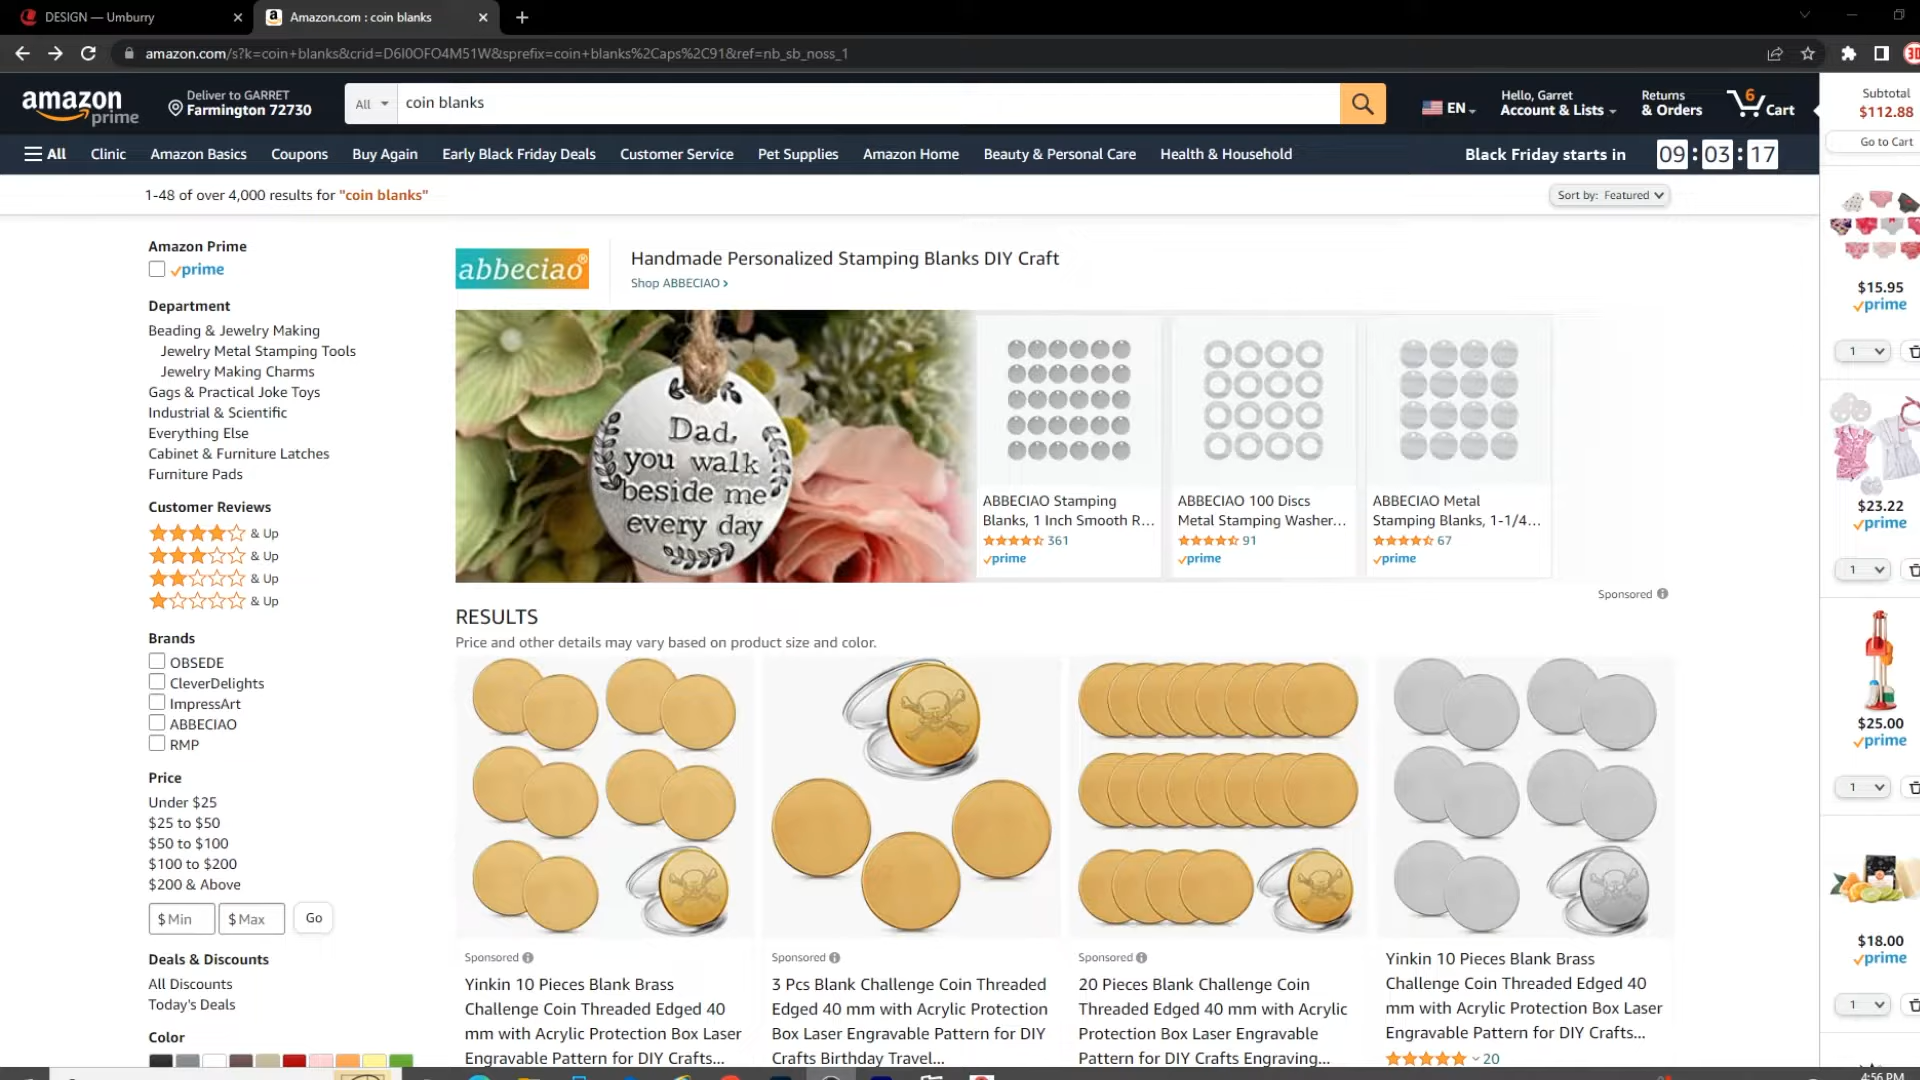 DESIGN — Umburry
Amazon.com : coin blanks
amazon.com/s?k=coin+blanks&crid=D6I0OFO4M51W&sprefix=coin+blanks%2Caps%2C91&ref=nb_sb_noss_1
amazon prime
Deliver to GARRET
Farmington 72730
All
coin blanks
EN
Hello, Garret
Account & Lists
Returns
& Orders
6
Cart
Subtotal
$112.88
Go to Cart
All
Clinic
Amazon Basics
Coupons
Buy Again
Early Black Friday Deals
Customer Service
Pet Supplies
Amazon Home
Beauty & Personal Care
Health & Household
Black Friday starts in
09 : 03 : 17
1-48 of over 4,000 results for "coin blanks"
Sort by: Featured
Amazon Prime
prime
Department
Beading & Jewelry Making
Jewelry Metal Stamping Tools
Jewelry Making Charms
Gags & Practical Joke Toys
Industrial & Scientific
Everything Else
Cabinet & Furniture Latches
Furniture Pads
Customer Reviews
& Up
& Up
& Up
& Up
Brands
OBSEDE
CleverDelights
ImpressArt
ABBECIAO
RMP
Price
Under $25
$25 to $50
$50 to $100
$100 to $200
$200 & Above
$ Min
$ Max
Go
Deals & Discounts
All Discounts
Today's Deals
Color
abbeciao®
Handmade Personalized Stamping Blanks DIY Craft
Shop ABBECIAO ›
Dad,
you walk
beside me
every day
ABBECIAO Stamping
Blanks, 1 Inch Smooth R...
361
prime
ABBECIAO 100 Discs
Metal Stamping Washer...
91
prime
ABBECIAO Metal
Stamping Blanks, 1-1/4...
67
prime
Sponsored
RESULTS
Price and other details may vary based on product size and color.
Sponsored
Yinkin 10 Pieces Blank Brass
Challenge Coin Threaded Edged 40
mm with Acrylic Protection Box Laser
Engravable Pattern for DIY Crafts...
Sponsored
3 Pcs Blank Challenge Coin Threaded
Edged 40 mm with Acrylic Protection
Box Laser Engravable Pattern for DIY
Crafts Birthday Travel...
Sponsored
20 Pieces Blank Challenge Coin
Threaded Edged 40 mm with Acrylic
Protection Box Laser Engravable
Pattern for DIY Crafts Engraving...
Yinkin 10 Pieces Blank Brass
Challenge Coin Threaded Edged 40
mm with Acrylic Protection Box Laser
Engravable Pattern for DIY Crafts...
20
$15.95
prime
1
$23.22
prime
1
$25.00
prime
1
$18.00
prime
1
4:56 PM